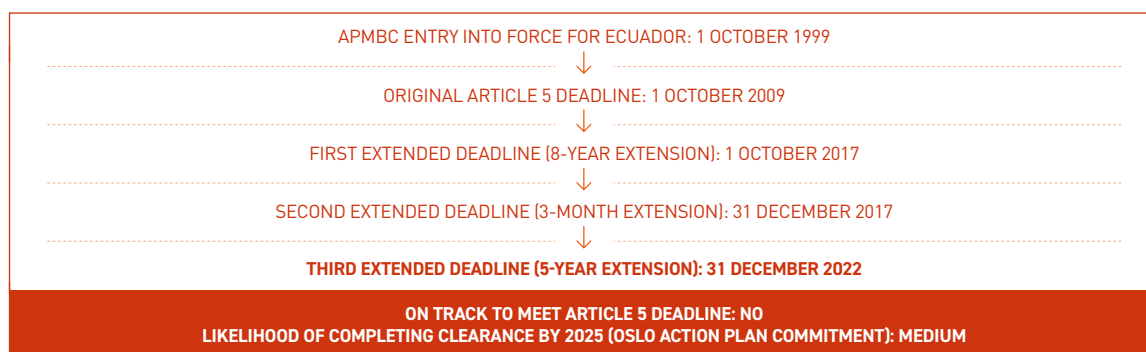 APMBC ENTRY INTO FORCE FOR ECUADOR: 1 OCTOBER 1999
ORIGINAL ARTICLE 5 DEADLINE: 1 OCTOBER 2009
FIRST EXTENDED DEADLINE (8-YEAR EXTENSION): 1 OCTOBER 2017
SECOND EXTENDED DEADLINE (3-MONTH EXTENSION): 31 DECEMBER 2017
THIRD EXTENDED DEADLINE (5-YEAR EXTENSION): 31 DECEMBER 2022
ON TRACK TO MEET ARTICLE 5 DEADLINE: NO
LIKELIHOOD OF COMPLETING CLEARANCE BY 2025 (OSLO ACTION PLAN COMMITMENT): MEDIUM